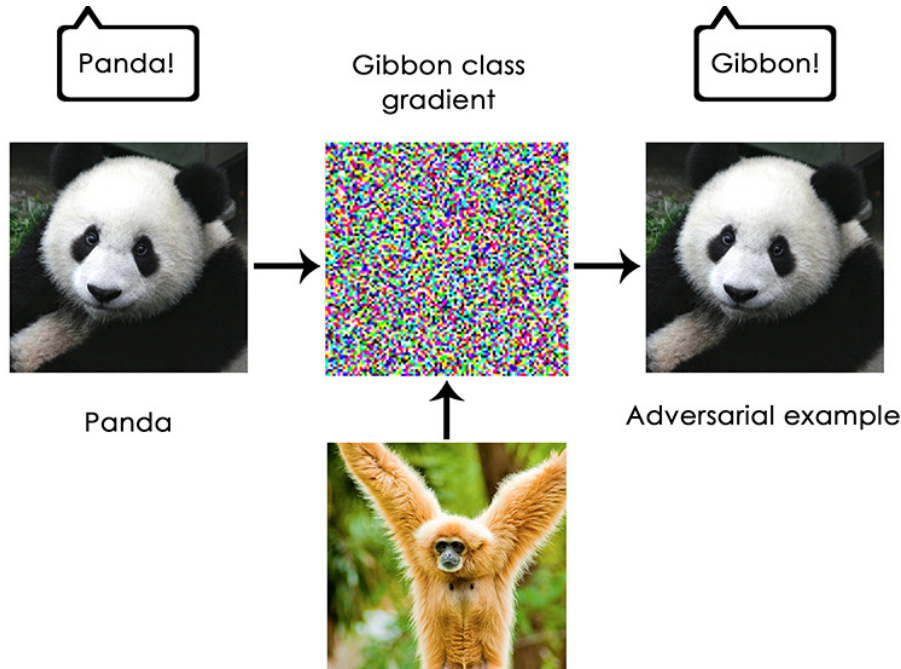 Panda!
Gibbon class
gradient
Gibbon!
Panda
Adversarial example